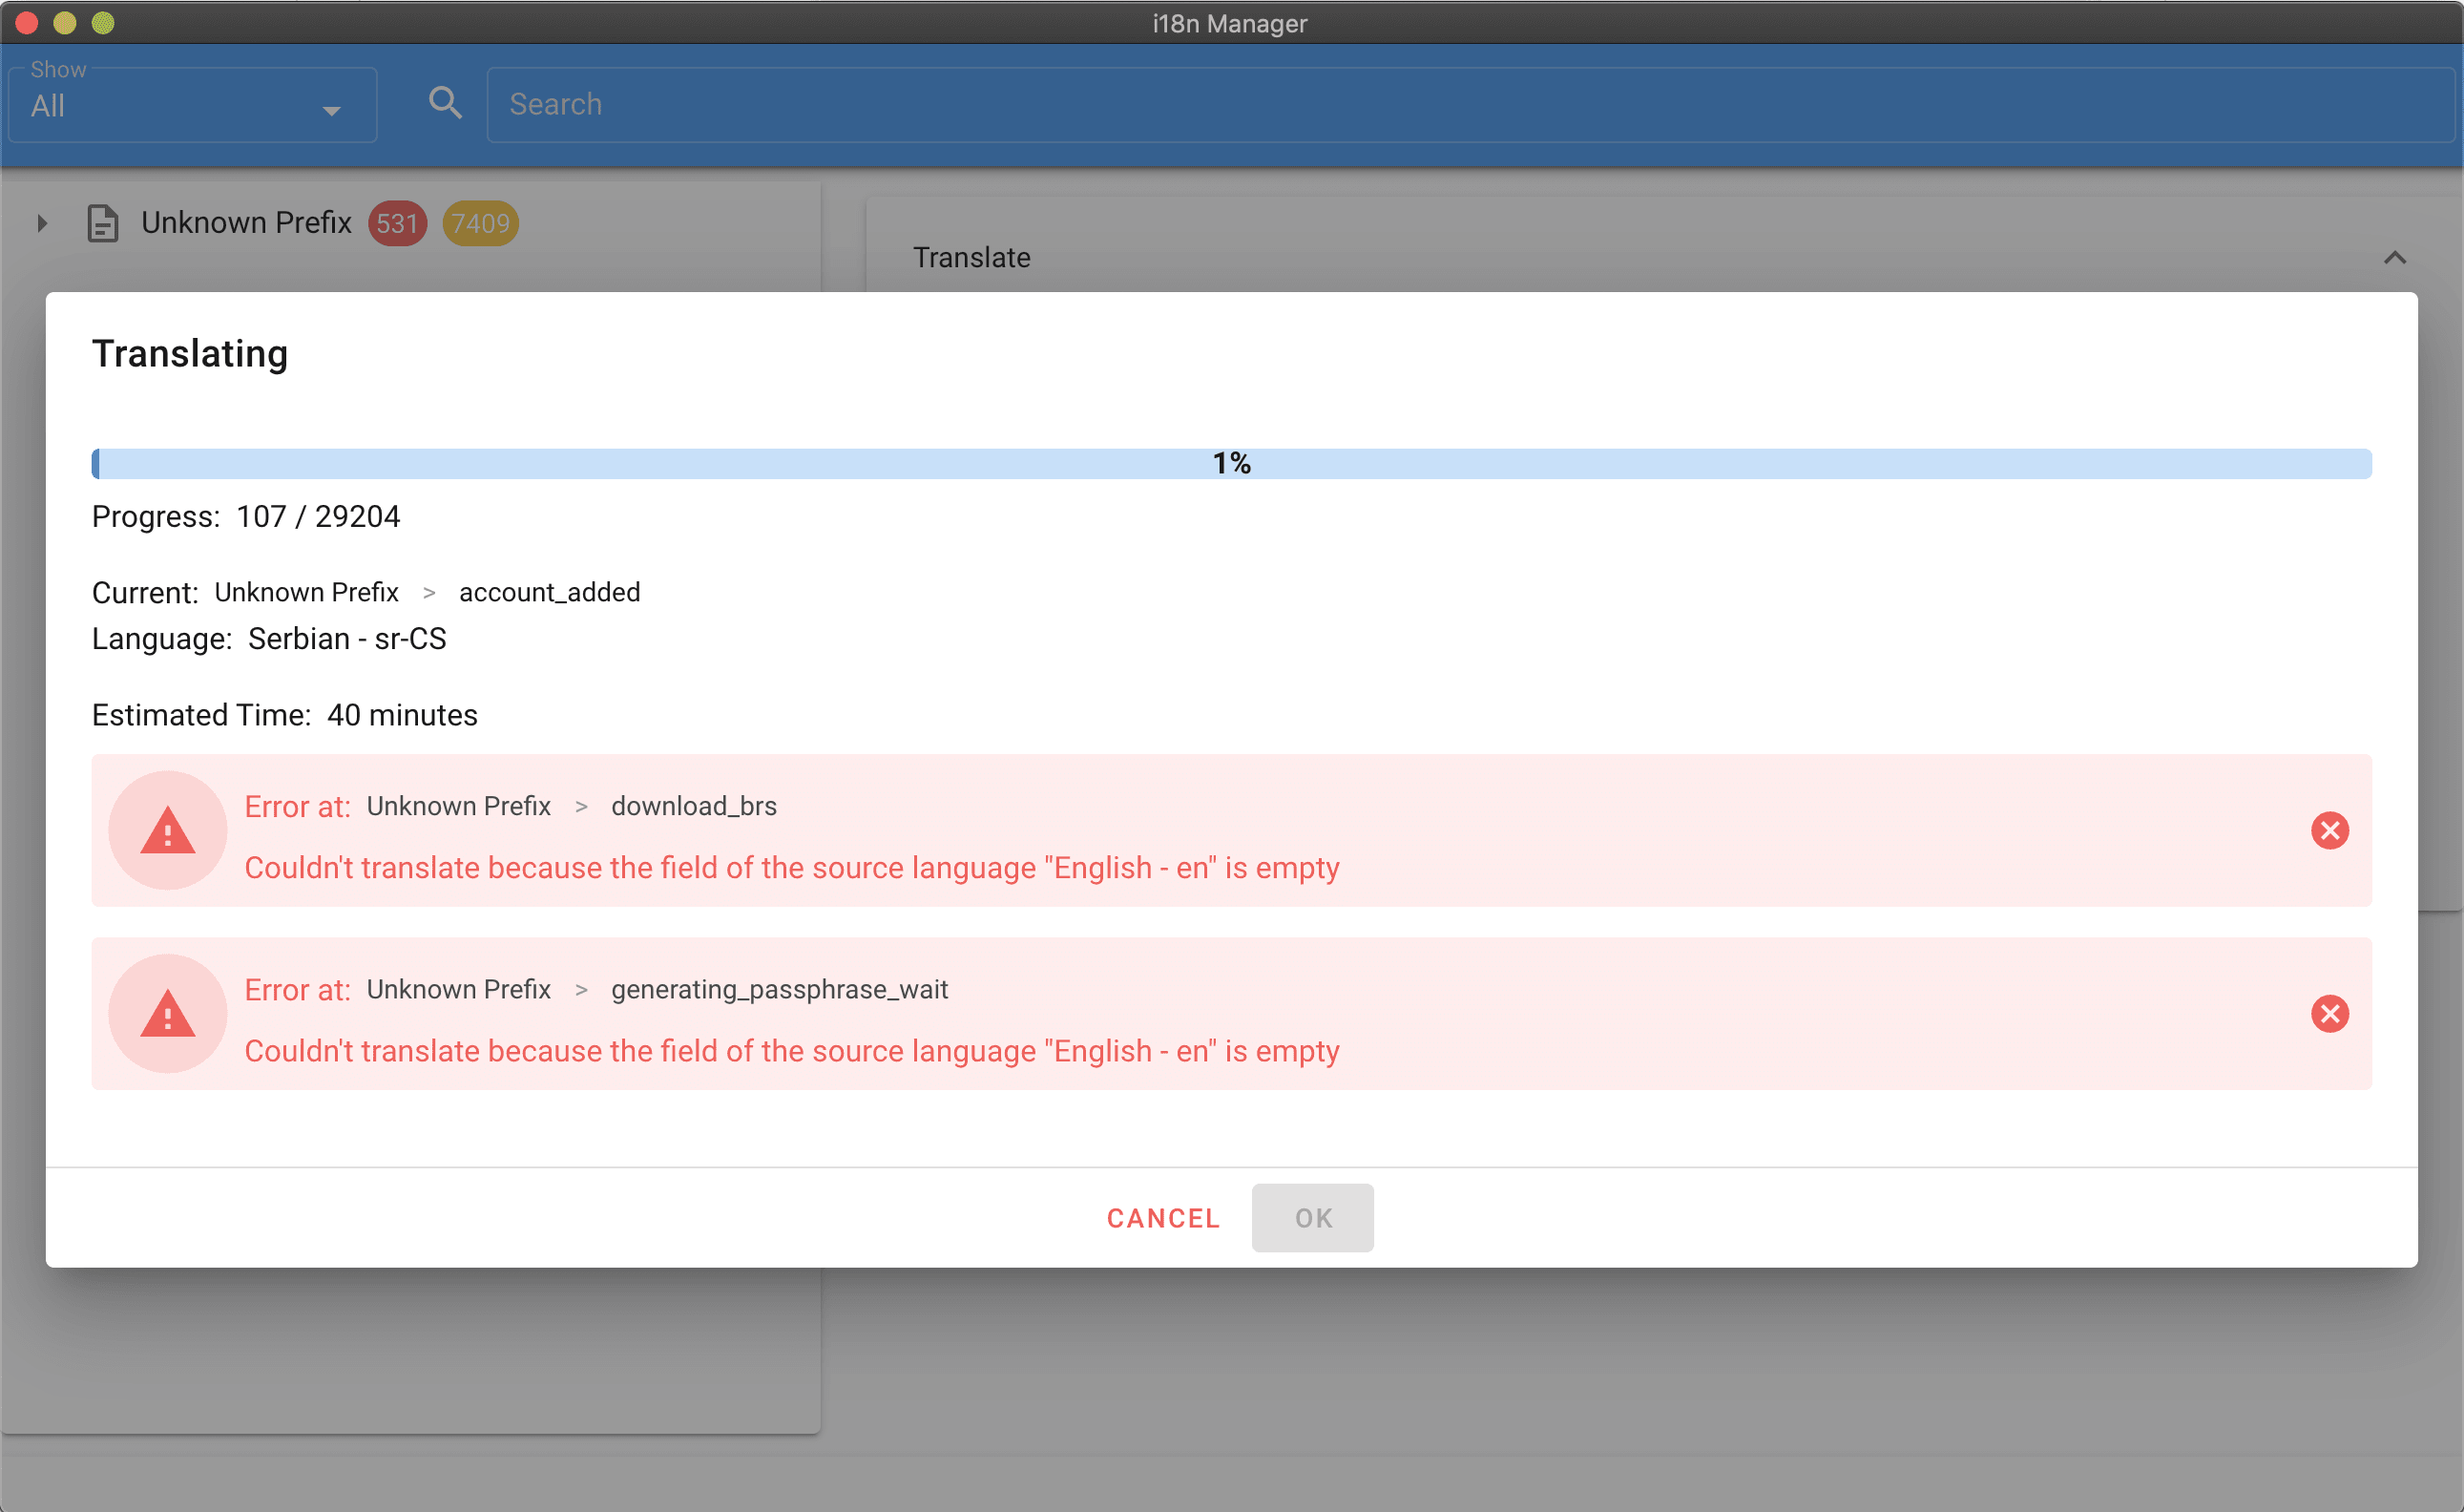 i18n Manager
Show
All
Search
Unknown Prefix 531 7409
Translate
Translating
1%
Progress: 107 / 29204
Current: Unknown Prefix > account_added
Language: Serbian - sr-CS
Estimated Time: 40 minutes
Error at: Unknown Prefix > download_brs
Couldn't translate because the field of the source language "English - en" is empty
Error at: Unknown Prefix > generating_passphrase_wait
Couldn't translate because the field of the source language "English - en" is empty
CANCEL OK